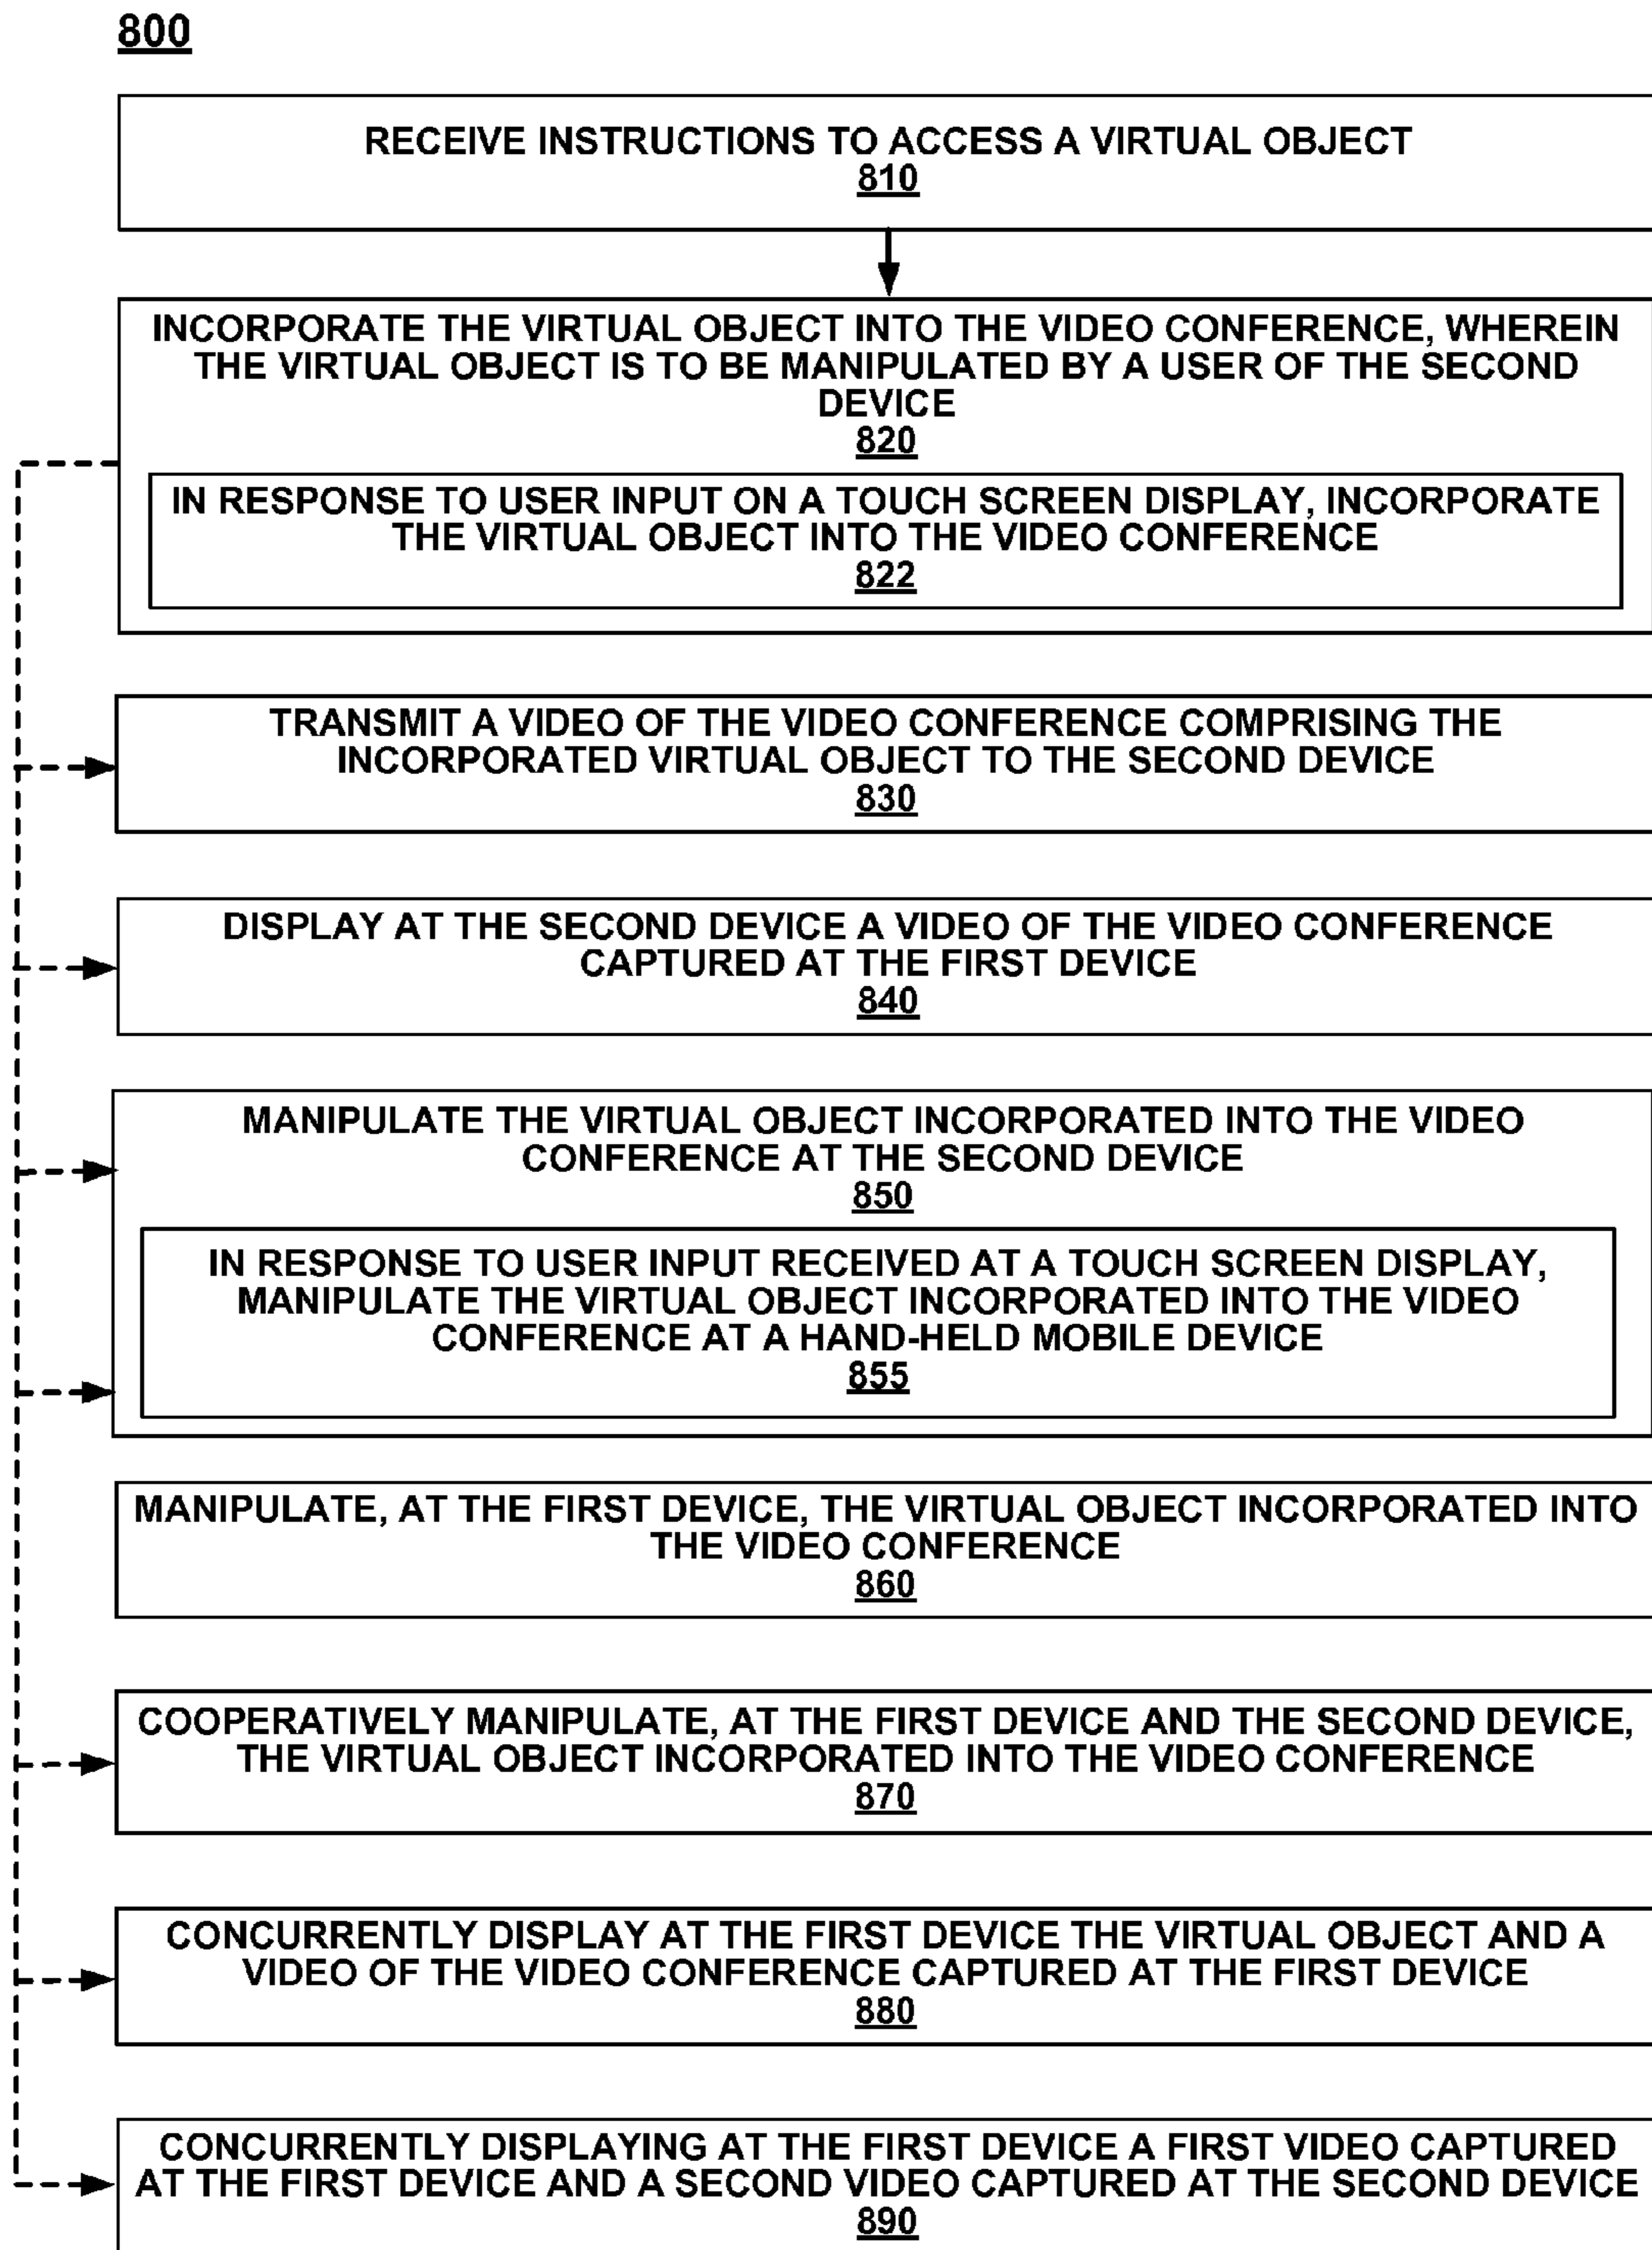 800
RECEIVE INSTRUCTIONS TO ACCESS A VIRTUAL OBJECT
810
INCORPORATE THE VIRTUAL OBJECT INTO THE VIDEO CONFERENCE, WHEREIN
THE VIRTUAL OBJECT IS TO BE MANIPULATED BY A USER OF THE SECOND
DEVICE
820
IN RESPONSE TO USER INPUT ON A TOUCH SCREEN DISPLAY, INCORPORATE
THE VIRTUAL OBJECT INTO THE VIDEO CONFERENCE
822
TRANSMIT A VIDEO OF THE VIDEO CONFERENCE COMPRISING THE
INCORPORATED VIRTUAL OBJECT TO THE SECOND DEVICE
830
DISPLAY AT THE SECOND DEVICE A VIDEO OF THE VIDEO CONFERENCE
CAPTURED AT THE FIRST DEVICE
840
MANIPULATE THE VIRTUAL OBJECT INCORPORATED INTO THE VIDEO
CONFERENCE AT THE SECOND DEVICE
850
IN RESPONSE TO USER INPUT RECEIVED AT A TOUCH SCREEN DISPLAY,
MANIPULATE THE VIRTUAL OBJECT INCORPORATED INTO THE VIDEO
CONFERENCE AT A HAND-HELD MOBILE DEVICE
855
MANIPULATE, AT THE FIRST DEVICE, THE VIRTUAL OBJECT INCORPORATED INTO
THE VIDEO CONFERENCE
860
COOPERATIVELY MANIPULATE, AT THE FIRST DEVICE AND THE SECOND DEVICE,
THE VIRTUAL OBJECT INCORPORATED INTO THE VIDEO CONFERENCE
870
CONCURRENTLY DISPLAY AT THE FIRST DEVICE THE VIRTUAL OBJECT AND A
VIDEO OF THE VIDEO CONFERENCE CAPTURED AT THE FIRST DEVICE
880
CONCURRENTLY DISPLAYING AT THE FIRST DEVICE A FIRST VIDEO CAPTURED
AT THE FIRST DEVICE AND A SECOND VIDEO CAPTURED AT THE SECOND DEVICE
890